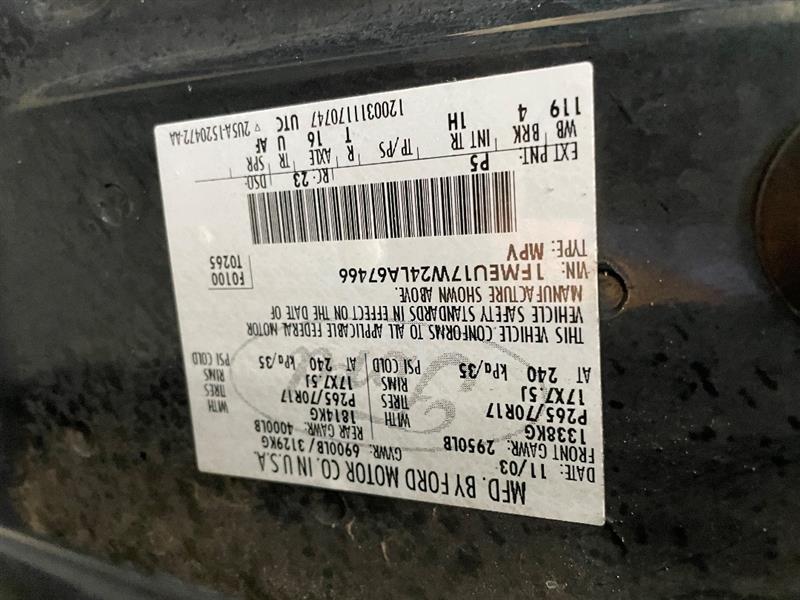 MFD. BY FORD MOTOR CO. IN U.S.A.
DATE: 11/03
GVWR: 6900LB/3129KG
FRONT GAWR: 2950LB
1338KG
REAR GAWR: 4000LB
1814KG
P265/70R17
WITH
TIRES
P265/70R17
WITH
TIRES
17X7.5J
RIMS
17X7.5J
RIMS
AT 240 kPa/35 PSI COLD
AT 240 kPa/35 PSI COLD
Ford
THIS VEHICLE CONFORMS TO ALL APPLICABLE FEDERAL MOTOR
VEHICLE SAFETY STANDARDS IN EFFECT ON THE DATE OF
MANUFACTURE SHOWN ABOVE.
VIN: 1FMEU17W24LA67466
TYPE: MPV
F0100
T0265
EXT PNT: P5
RC: 23
DSO:
WB BRK INT TR TP/PS R AXLE TR SPR
119 4 1H T 16 U AF
120031117074 7 UTC
▽ 2U5A-1520472-AA